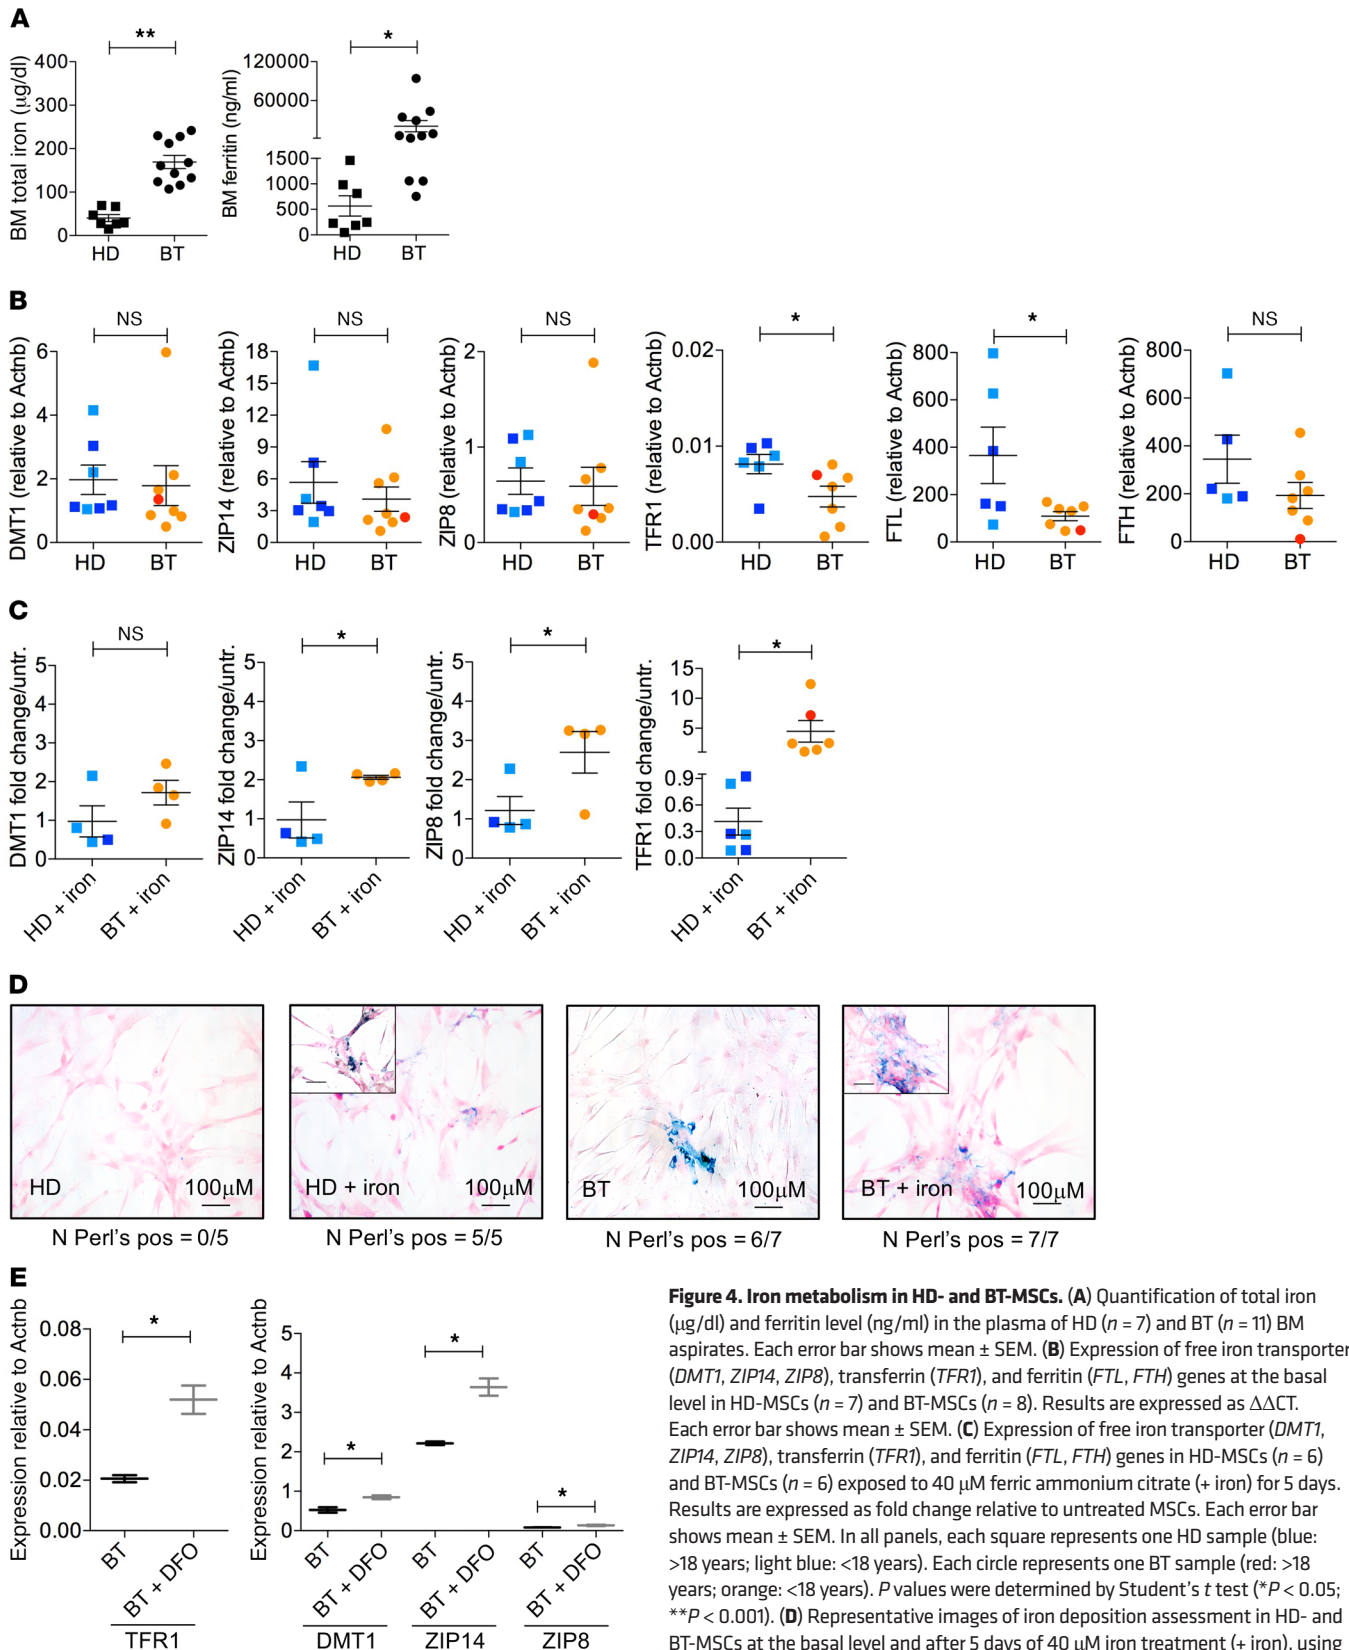 A
**
*
BM total iron (µg/dl)
400
300
200
100
0
HD
BT
BM ferritin (ng/ml)
120000
60000
1500
1000
500
0
HD
BT
B
NS
NS
NS
*
*
NS
DMT1 (relative to Actnb)
6
4
2
0
HD
BT
ZIP14 (relative to Actnb)
18
15
12
9
6
3
0
HD
BT
ZIP8 (relative to Actnb)
2
1
0
HD
BT
TFR1 (relative to Actnb)
0.02
0.01
0.00
HD
BT
FTL (relative to Actnb)
800
600
400
200
0
HD
BT
FTH (relative to Actnb)
800
600
400
200
0
HD
BT
C
NS
*
*
*
DMT1 fold change/untr.
5
4
3
2
1
0
HD + iron
BT + iron
ZIP14 fold change/untr.
5
4
3
2
1
0
HD + iron
BT + iron
ZIP8 fold change/untr.
5
4
3
2
1
0
HD + iron
BT + iron
TFR1 fold change/untr.
15
10
5
0.9
0.6
0.3
0.0
HD + iron
BT + iron
D
HD
100µM
HD + iron
100µM
BT
100µM
BT + iron
100µM
N Perl's pos = 0/5
N Perl's pos = 5/5
N Perl's pos = 6/7
N Perl's pos = 7/7
E
Expression relative to Actnb
0.08
0.06
0.04
0.02
0.00
*
BT
BT + DFO
TFR1
Expression relative to Actnb
5
4
3
2
1
0
*
*
*
BT
BT + DFO
BT
BT + DFO
BT
BT + DFO
DMT1
ZIP14
ZIP8
Figure 4. Iron metabolism in HD- and BT-MSCs. (A) Quantification of total iron
(µg/dl) and ferritin level (ng/ml) in the plasma of HD (n = 7) and BT (n = 11) BM
aspirates. Each error bar shows mean ± SEM. (B) Expression of free iron transporter
(DMT1, ZIP14, ZIP8), transferrin (TFR1), and ferritin (FTL, FTH) genes at the basal
level in HD-MSCs (n = 7) and BT-MSCs (n = 8). Results are expressed as ΔΔCT.
Each error bar shows mean ± SEM. (C) Expression of free iron transporter (DMT1,
ZIP14, ZIP8), transferrin (TFR1), and ferritin (FTL, FTH) genes in HD-MSCs (n = 6)
and BT-MSCs (n = 6) exposed to 40 µM ferric ammonium citrate (+ iron) for 5 days.
Results are expressed as fold change relative to untreated MSCs. Each error bar
shows mean ± SEM. In all panels, each square represents one HD sample (blue:
>18 years; light blue: <18 years). Each circle represents one BT sample (red: >18
years; orange: <18 years). P values were determined by Student's t test (*P < 0.05;
**P < 0.001). (D) Representative images of iron deposition assessment in HD- and
BT-MSCs at the basal level and after 5 days of 40 µM iron treatment (+ iron), using